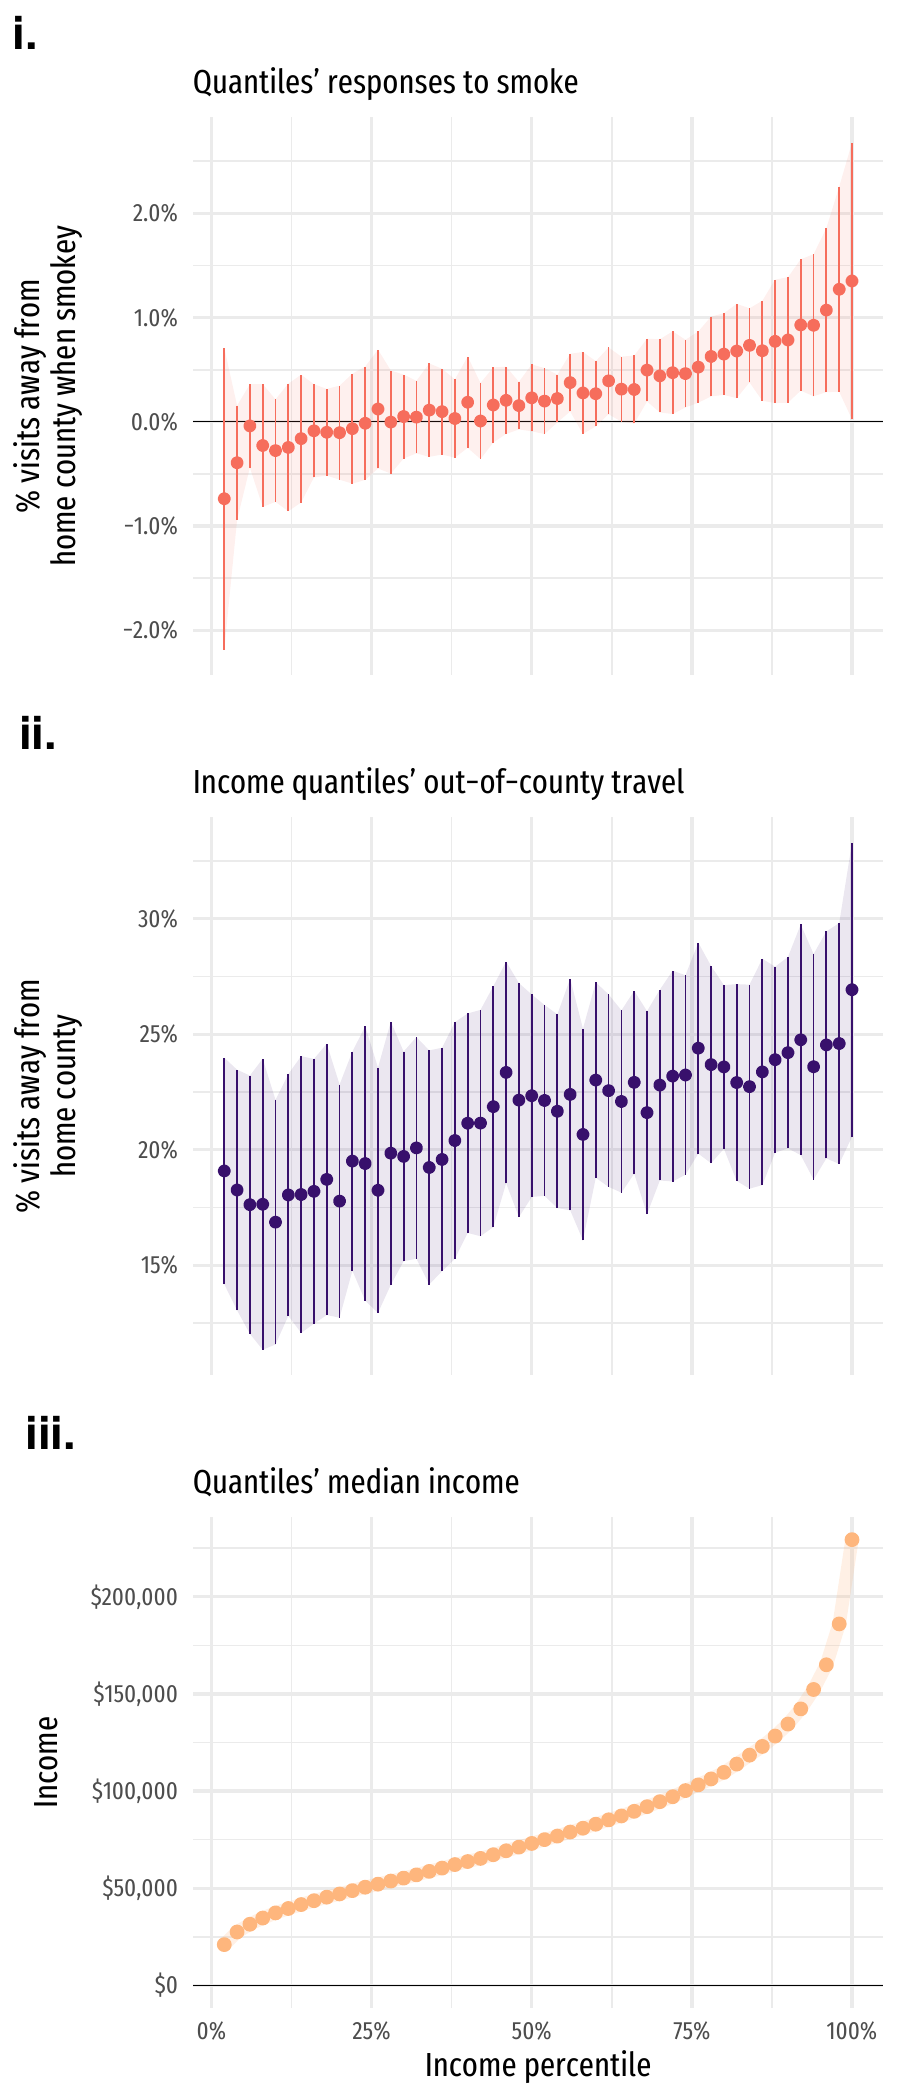 i.
Quantiles’ responses to smoke
% visits away from
home county when smokey
2.0%
1.0%
0.0%
−1.0%
−2.0%
ii.
Income quantiles’ out−of−county travel
% visits away from
home county
30%
25%
20%
15%
iii.
Quantiles’ median income
Income
$200,000
$150,000
$100,000
$50,000
$0
0% 25% 50% 75% 100%
Income percentile